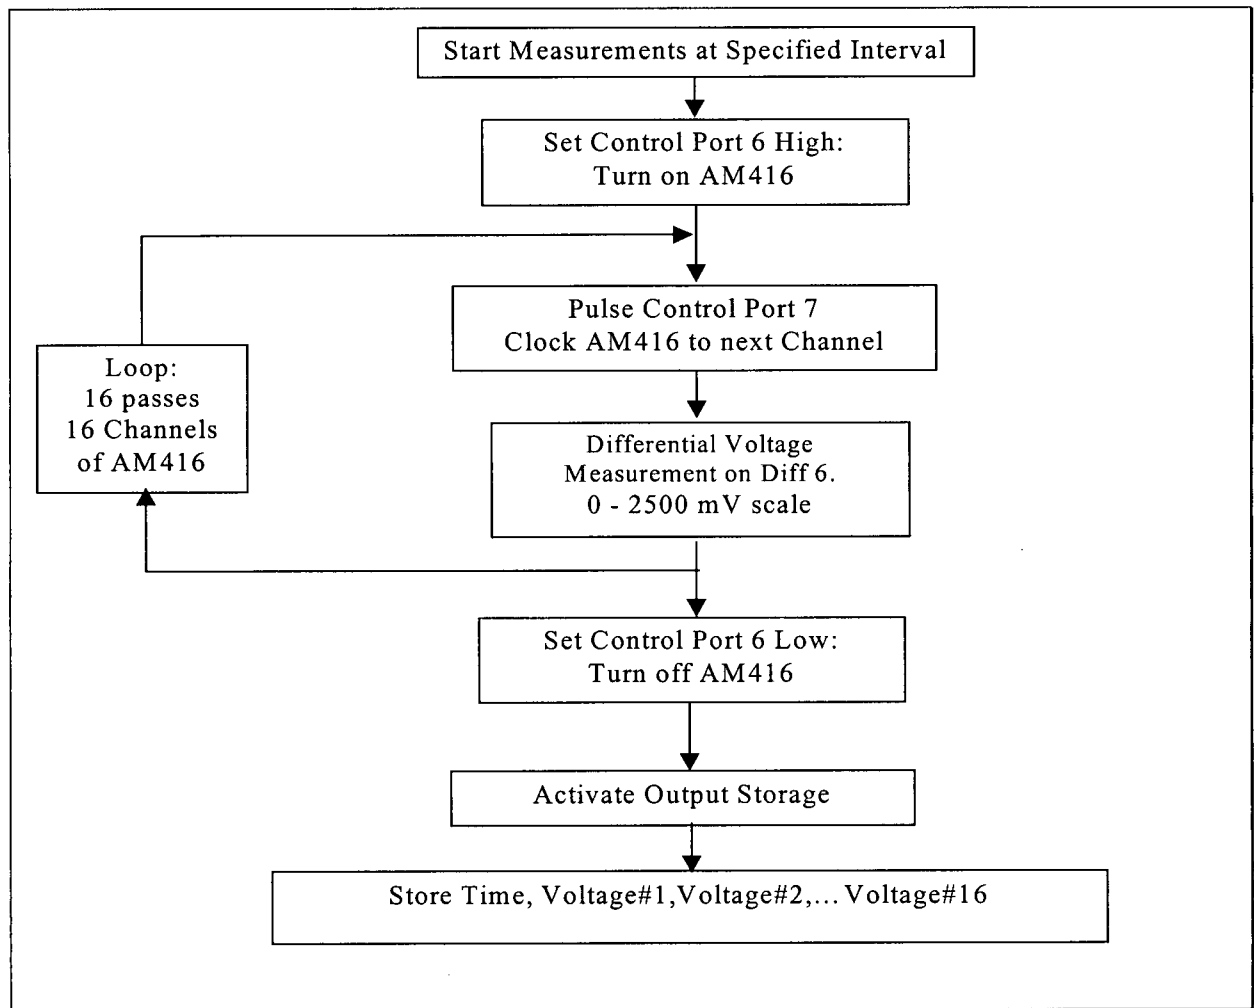 Start Measurements at Specified Interval
Set Control Port 6 High:
Turn on AM416
Pulse Control Port 7
Clock AM416 to next Channel
Loop:
16 passes
16 Channels
of AM416
Differential Voltage
Measurement on Diff 6.
0 - 2500 mV scale
Set Control Port 6 Low:
Turn off AM416
Activate Output Storage
Store Time, Voltage#1,Voltage#2,... Voltage#16